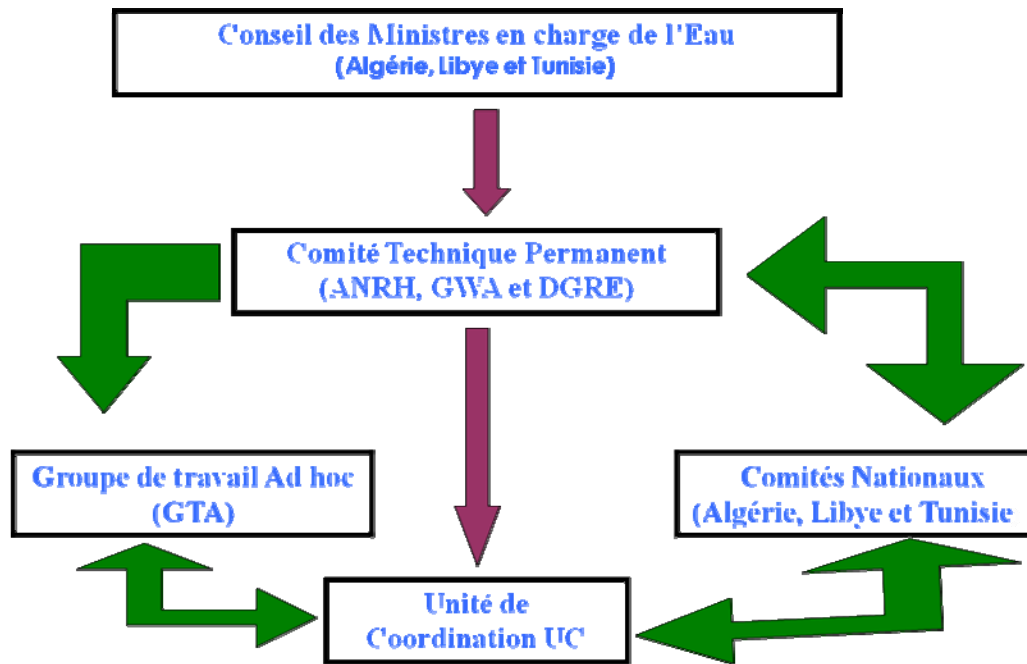 Conseil des Ministres en charge de l'Eau
(Algérie, Libye et Tunisie)
Comité Technique Permanent
(ANRH, GWA et DGRE)
Groupe de travail Ad hoc
(GTA)
Comités Nationaux
(Algérie, Libye et Tunisie
Unité de
Coordination UC